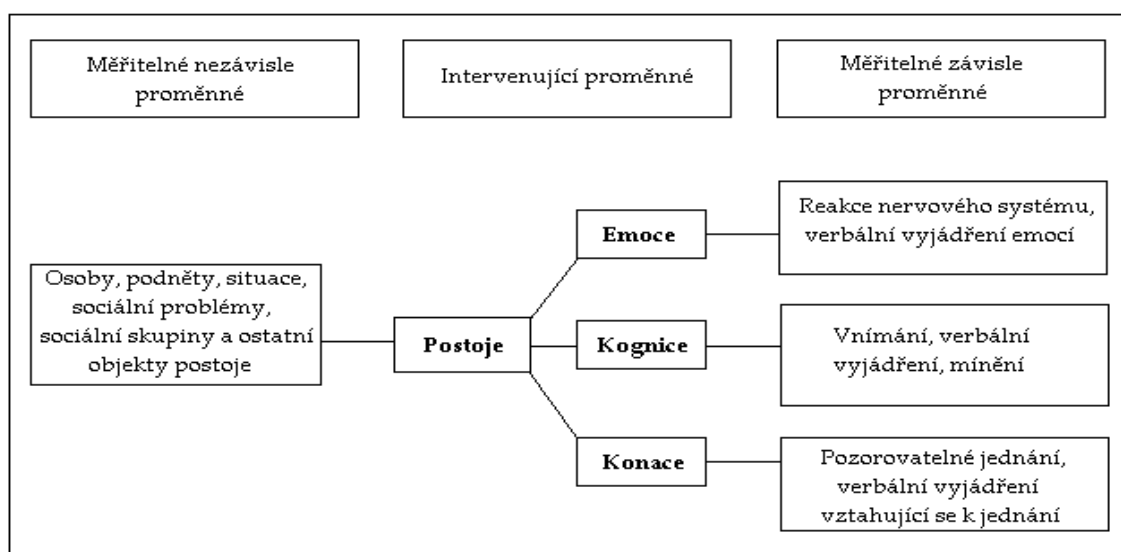 Měřitelné nezávisle
proměnné
Intervenující proměnné
Měřitelné závisle
proměnné
Osoby, podněty, situace,
sociální problémy,
sociální skupiny a ostatní
objekty postoje
Postoje
Emoce
Reakce nervového systému,
verbální vyjádření emocí
Kognice
Vnímání, verbální
vyjádření, mínění
Konace
Pozorovatelné jednání,
verbální vyjádření
vztahující se k jednání